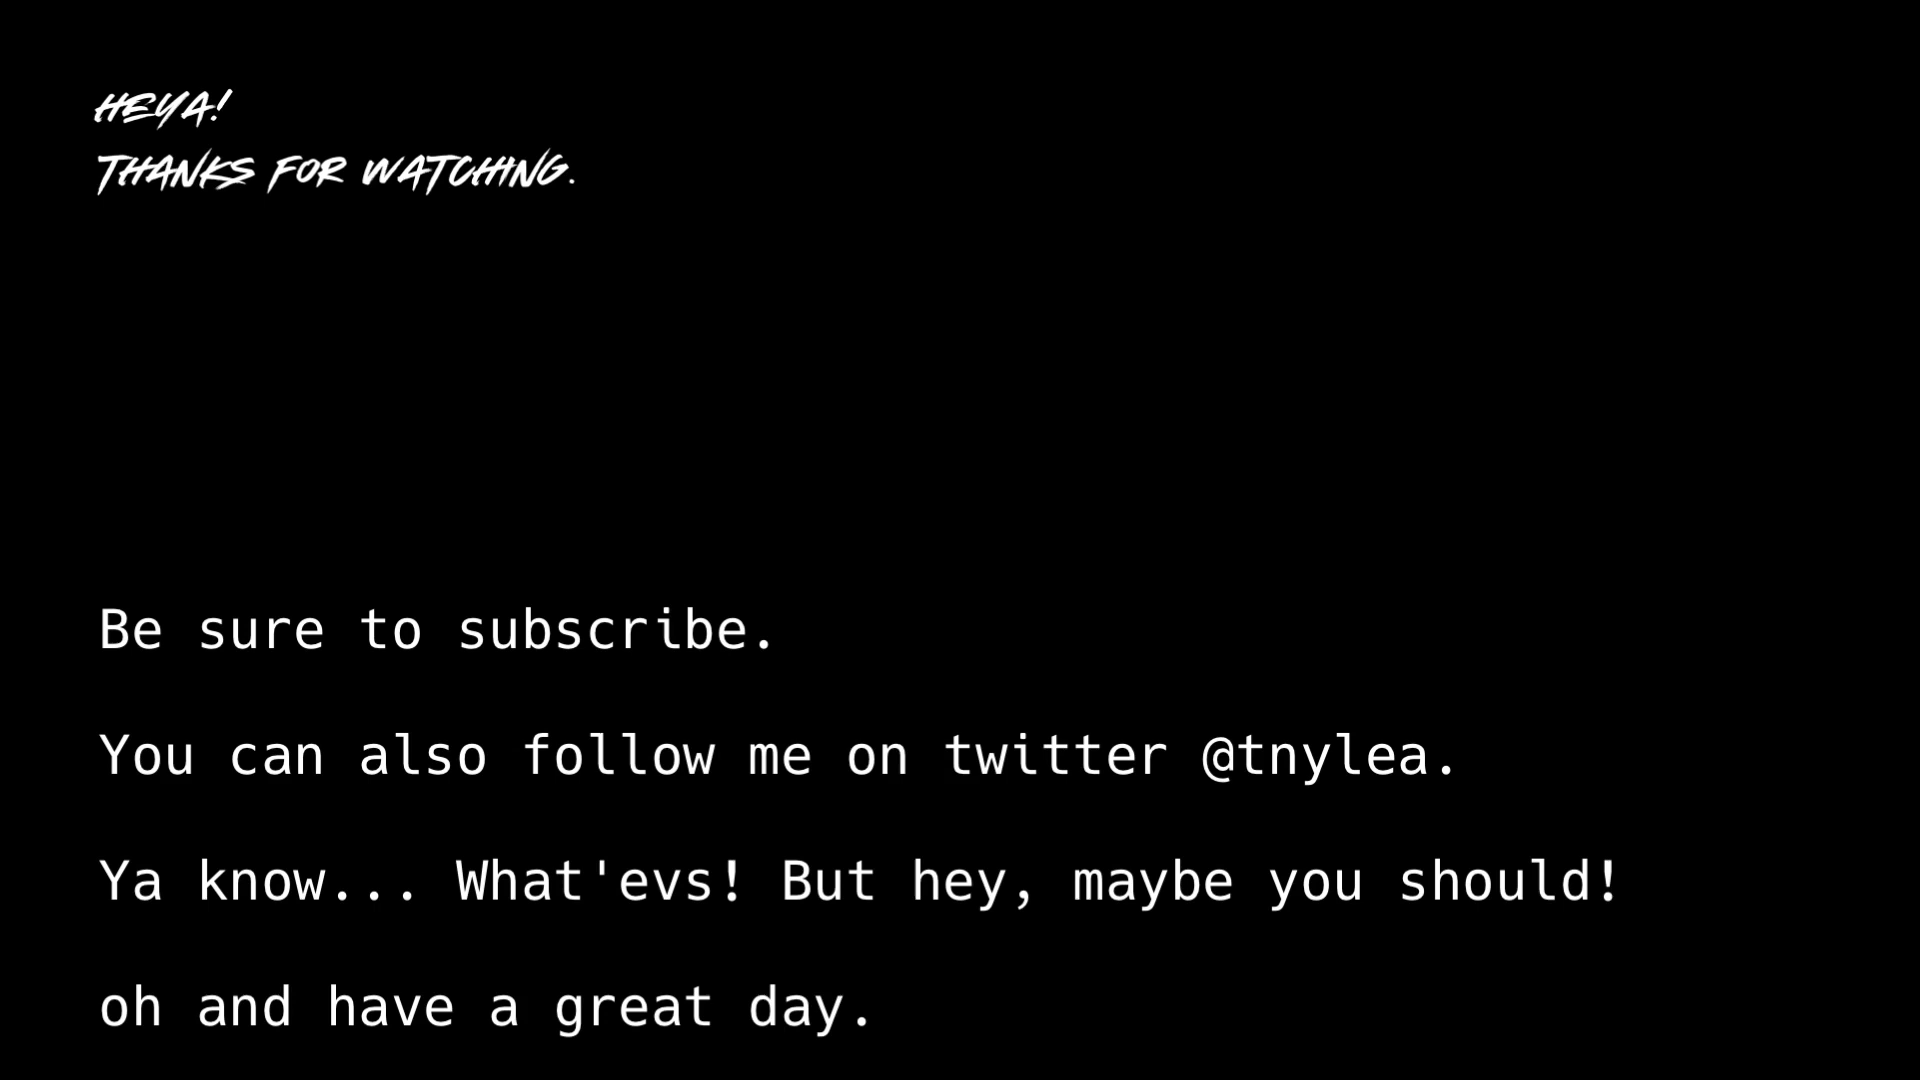 HEYA!
THANKS FOR WATCHING.
Be sure to subscribe.
You can also follow me on twitter @tnylea.
Ya know... What'evs! But hey, maybe you should!
oh and have a great day.